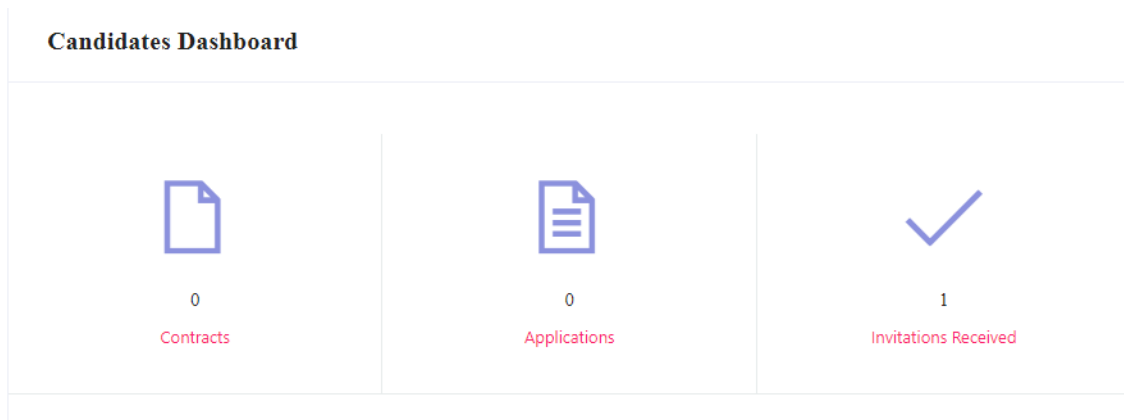 Candidates Dashboard
0
Contracts
0
Applications
1
Invitations Received